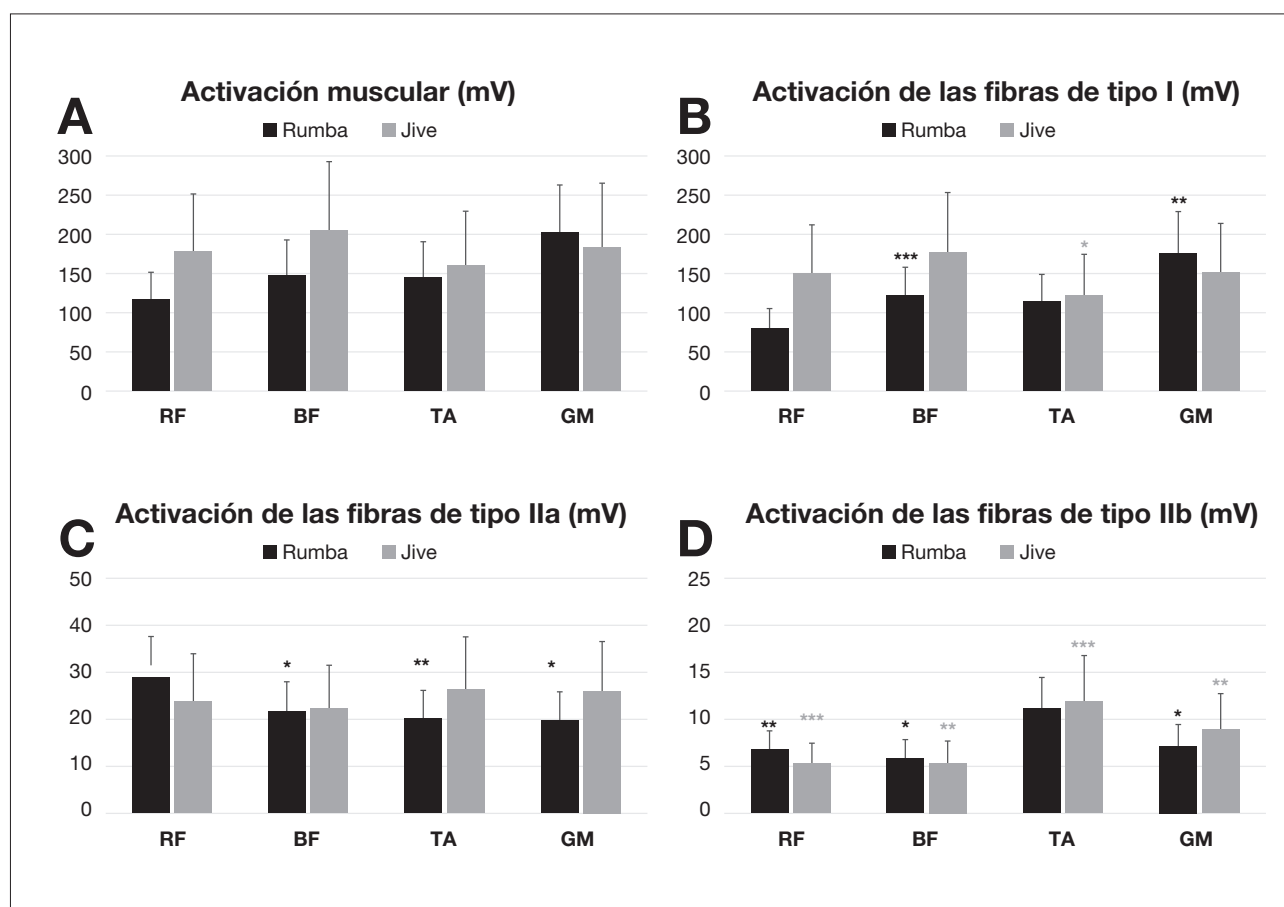 A
Activación muscular (mV)
Rumba Jive
300
250
200
150
100
50
0
RF BF TA GM
B
Activación de las fibras de tipo I (mV)
Rumba Jive
300
250
200
150
100
50
0
*** * **
RF BF TA GM
C
Activación de las fibras de tipo IIa (mV)
Rumba Jive
50
40
30
20
10
0
* ** *
RF BF TA GM
D
Activación de las fibras de tipo IIb (mV)
Rumba Jive
25
20
15
10
5
0
** *** * ** *** * **
RF BF TA GM